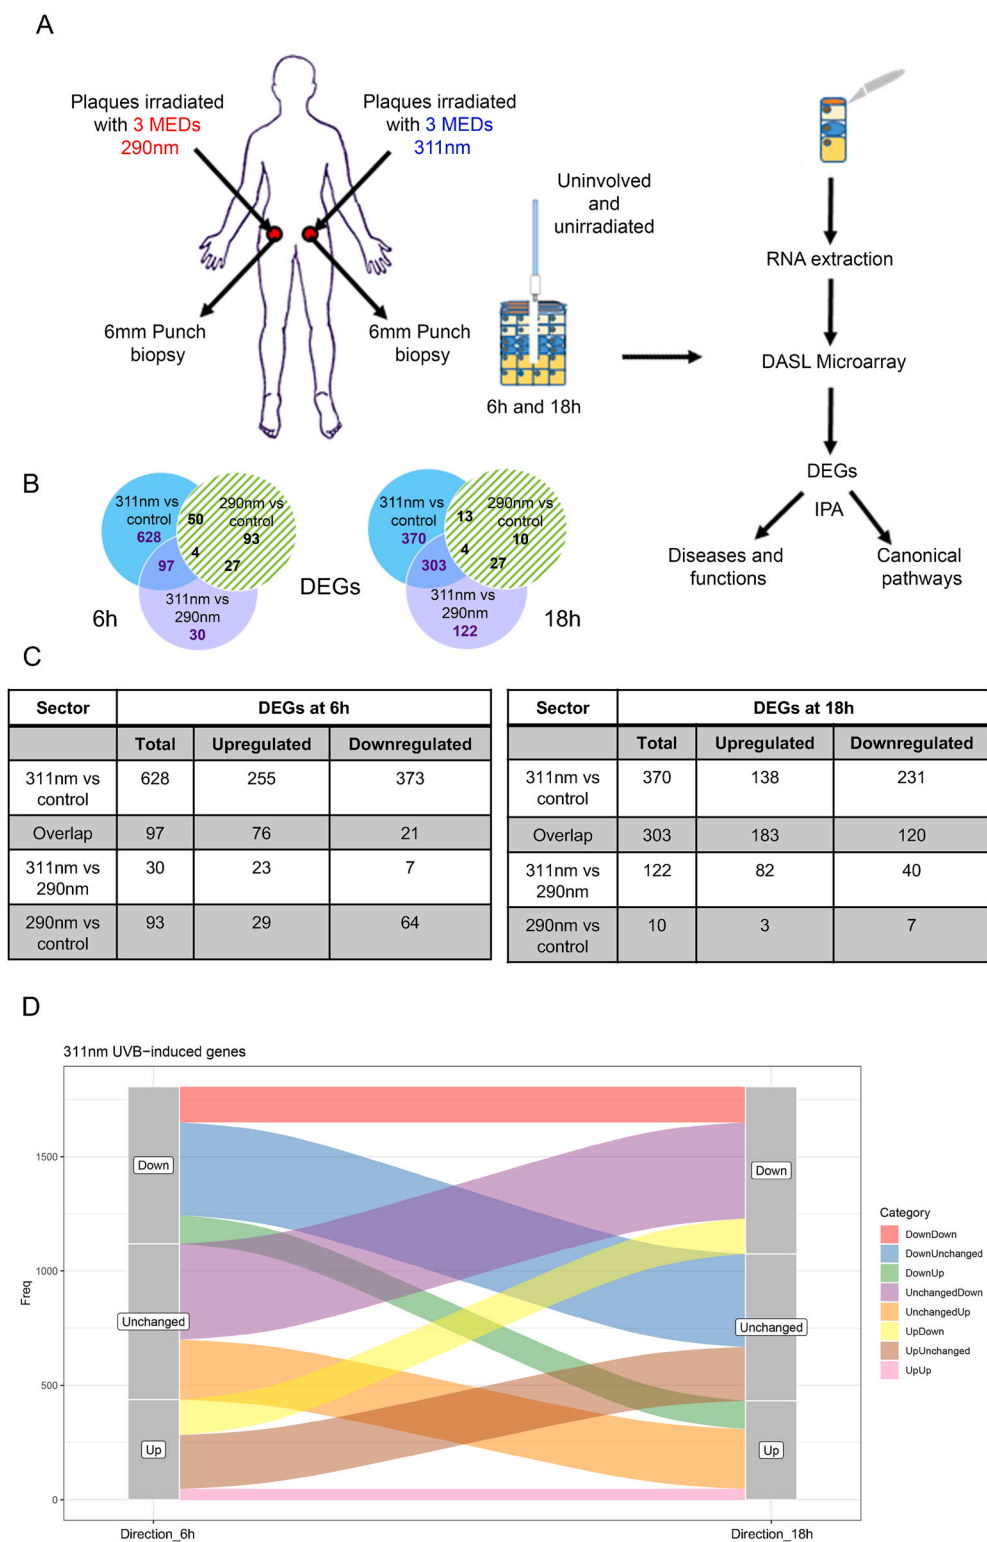 A
Plaques irradiated
with 3 MEDs
290nm
Plaques irradiated
with 3 MEDs
311nm
6mm Punch
biopsy
6mm Punch
biopsy
Uninvolved
and
unirradiated
6h and 18h
RNA extraction
DASL Microarray
DEGs
IPA
Diseases and
functions
Canonical
pathways
B
311nm vs
control
628
50
290nm vs
control
93
4
97
27
311nm vs
290nm
30
6h
DEGs
311nm vs
control
370
13
290nm vs
control
10
4
303
27
311nm vs
290nm
122
18h
C
Sector DEGs at 6h
Total Upregulated Downregulated
311nm vs
control 628 255 373
Overlap 97 76 21
311nm vs
290nm 30 23 7
290nm vs
control 93 29 64
Sector DEGs at 18h
Total Upregulated Downregulated
311nm vs
control 370 138 231
Overlap 303 183 120
311nm vs
290nm 122 82 40
290nm vs
control 10 3 7
D
311nm UVB-induced genes
Freq
1500
1000
500
0
Down
Unchanged
Up
Down
Unchanged
Up
Direction_6h
Direction_18h
Category
DownDown
DownUnchanged
DownUp
UnchangedDown
UnchangedUp
UpDown
UpUnchanged
UpUp